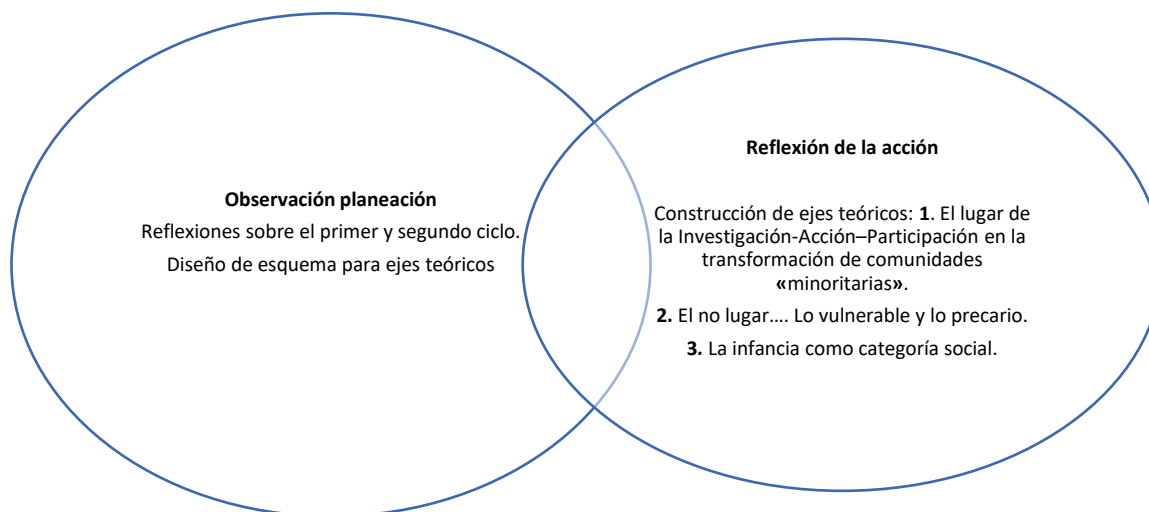 Observación planeación
Reflexiones sobre el primer y segundo ciclo.
Diseño de esquema para ejes teóricos
Reflexión de la acción
Construcción de ejes teóricos: 1. El lugar de
la Investigación-Acción–Participación en la
transformación de comunidades
«minoritarias».
2. El no lugar…. Lo vulnerable y lo precario.
3. La infancia como categoría social.